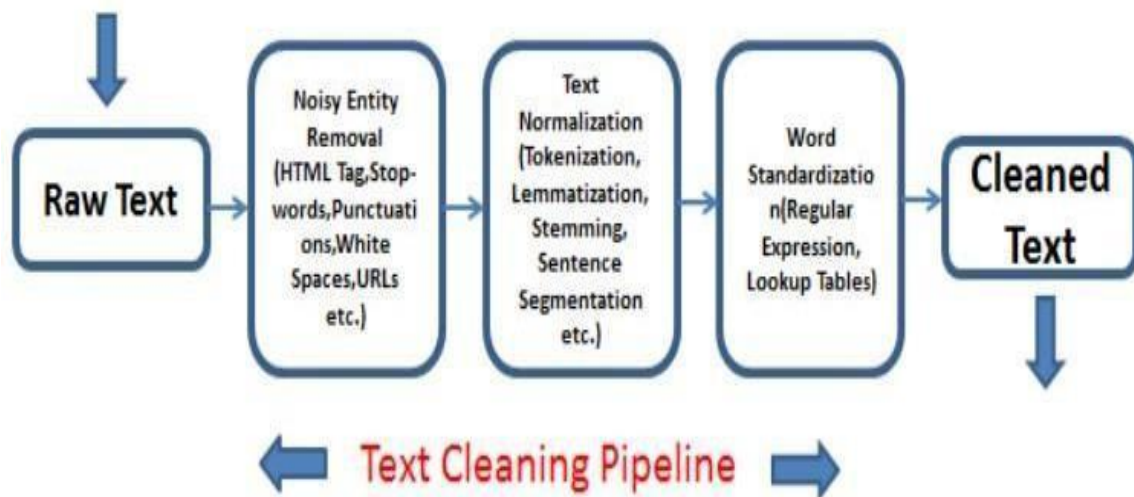 Raw Text
Noisy Entity
Removal
(HTML Tag,Stop-
words,Punctuati
ons,White
Spaces,URLs
etc.)
Text
Normalization
(Tokenization,
Lemmatization,
Stemming,
Sentence
Segmentation
etc.)
Word
Standardizatio
n(Regular
Expression,
Lookup Tables)
Cleaned
Text
Text Cleaning Pipeline